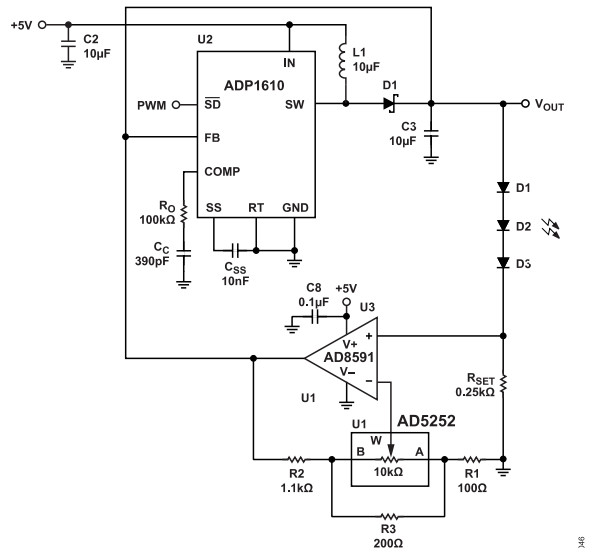 +5V
C2
10µF
U2
IN
ADP1610
L1
10µF
PWM
SD
SW
D1
VOUT
FB
C3
10µF
COMP
RO
100kΩ
SS
RT
GND
D1
D2
D3
CC
390pF
CSS
10nF
C8
0.1µF
+5V
U3
V+
+
AD8591
V–
–
U1
RSET
0.25kΩ
U1
AD5252
W
B
A
10kΩ
R2
1.1kΩ
R1
100Ω
R3
200Ω